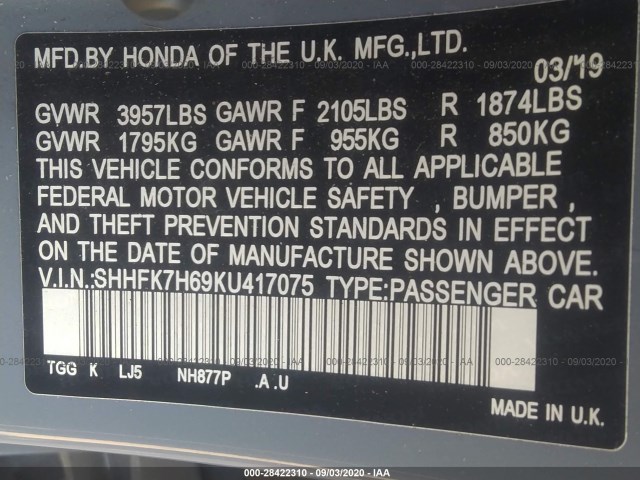 MFD.BY HONDA OF THE U.K. MFG.,LTD.
03/19
GVWR 3957LBS GAWR F 2105LBS R 1874LBS
GVWR 1795KG GAWR F 955KG R 850KG
THIS VEHICLE CONFORMS TO ALL APPLICABLE
FEDERAL MOTOR VEHICLE SAFETY , BUMPER ,
AND THEFT PREVENTION STANDARDS IN EFFECT
ON THE DATE OF MANUFACTURE SHOWN ABOVE.
V.I.N.:SHHFK7H69KU417075 TYPE:PASSENGER CAR
TGG K LJ5 NH877P .A .U
MADE IN U.K.
000-28422310 - 09/03/2020 - IAA